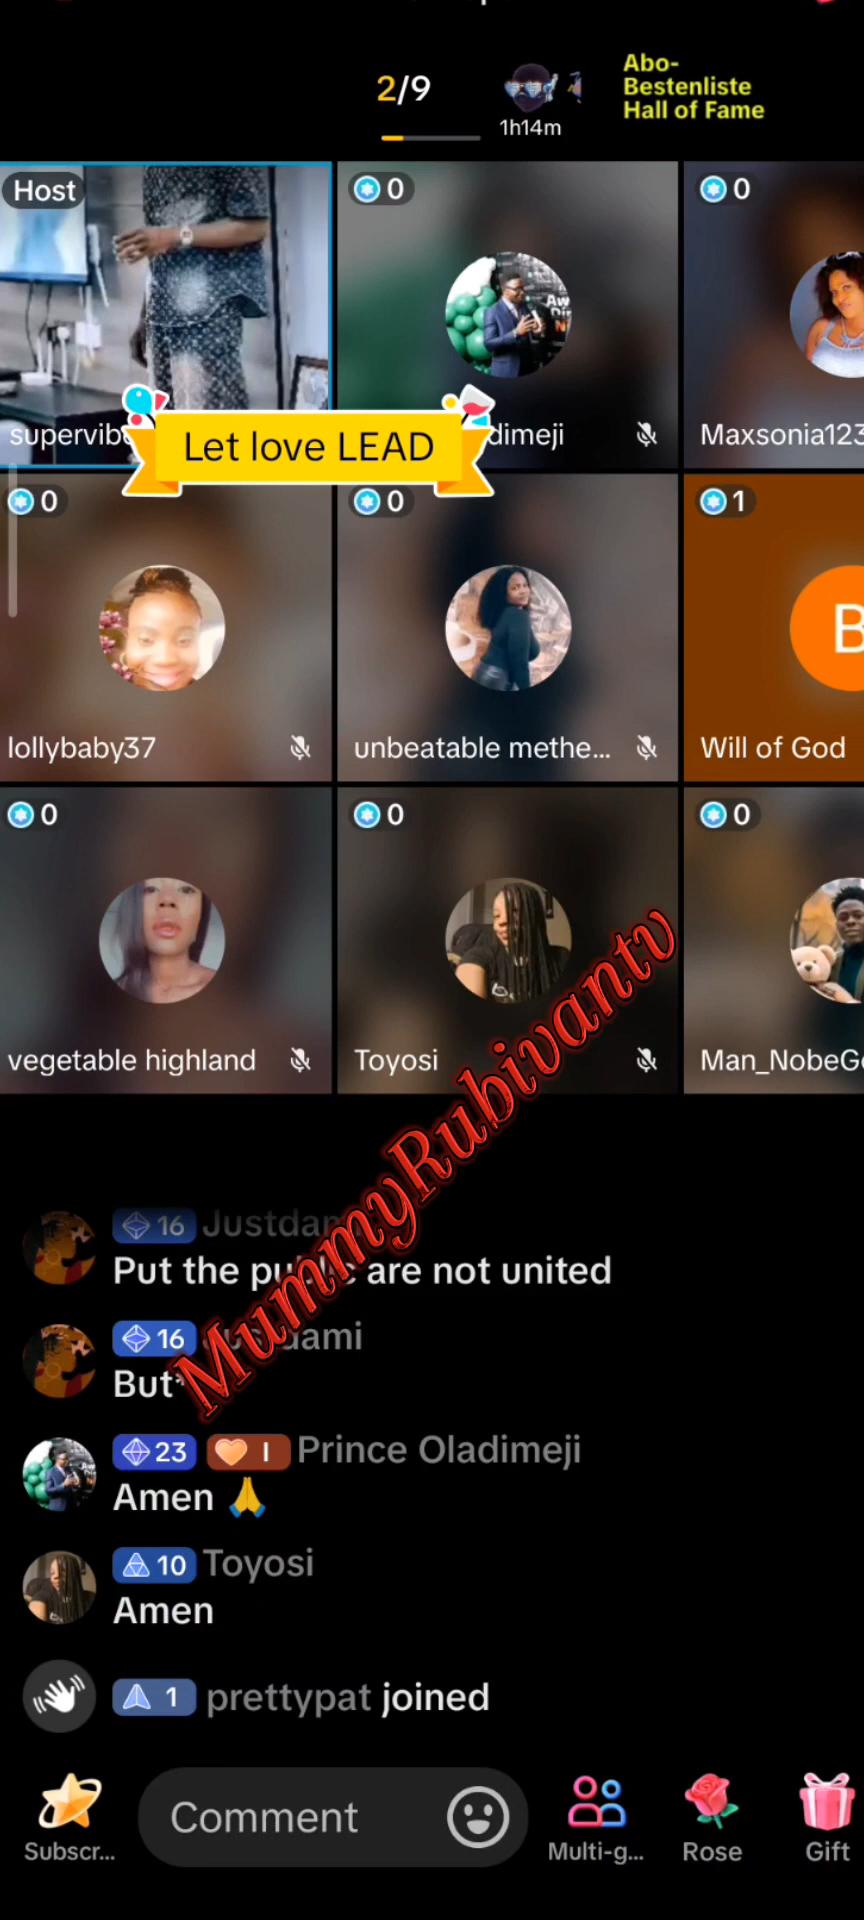 2/9
1h14m
Abo-
Bestenliste
Hall of Fame
Host
0
0
supervib
Let love LEAD
dimeji
Maxsonia123
0
0
1
B
lollybaby37
unbeatable methe...
Will of God
0
0
0
vegetable highland
Toyosi
Man_NobeG
MummyRubivantv
16 Justdam
Put the are not united
16 dami
But*
23 I Prince Oladimeji
Amen 🙏
10 Toyosi
Amen
1 prettypat joined
Comment
Subscr...
Multi-g...
Rose
Gift